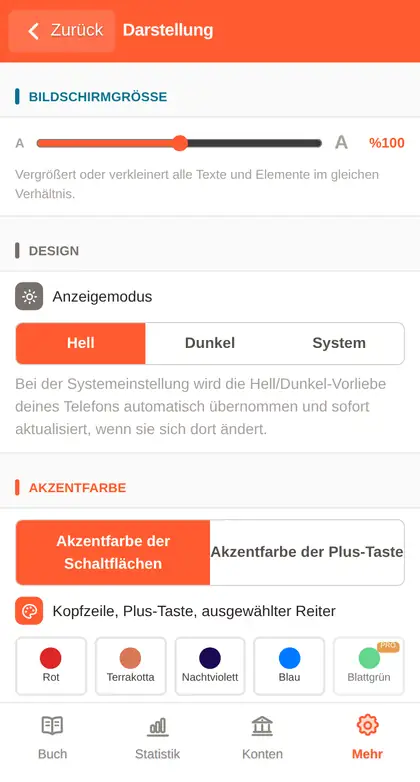 Zurück Darstellung
BILDSCHIRMGRÖSSE
A A %100
Vergrößert oder verkleinert alle Texte und Elemente im gleichen
Verhältnis.
DESIGN
Anzeigemodus
Hell Dunkel System
Bei der Systemeinstellung wird die Hell/Dunkel-Vorliebe
deines Telefons automatisch übernommen und sofort
aktualisiert, wenn sie sich dort ändert.
AKZENTFARBE
Akzentfarbe der
Schaltflächen
Akzentfarbe der Plus-Taste
Kopfzeile, Plus-Taste, ausgewählter Reiter
PRO
Rot Terrakotta Nachtviolett Blau Blattgrün
Buch Statistik Konten Mehr